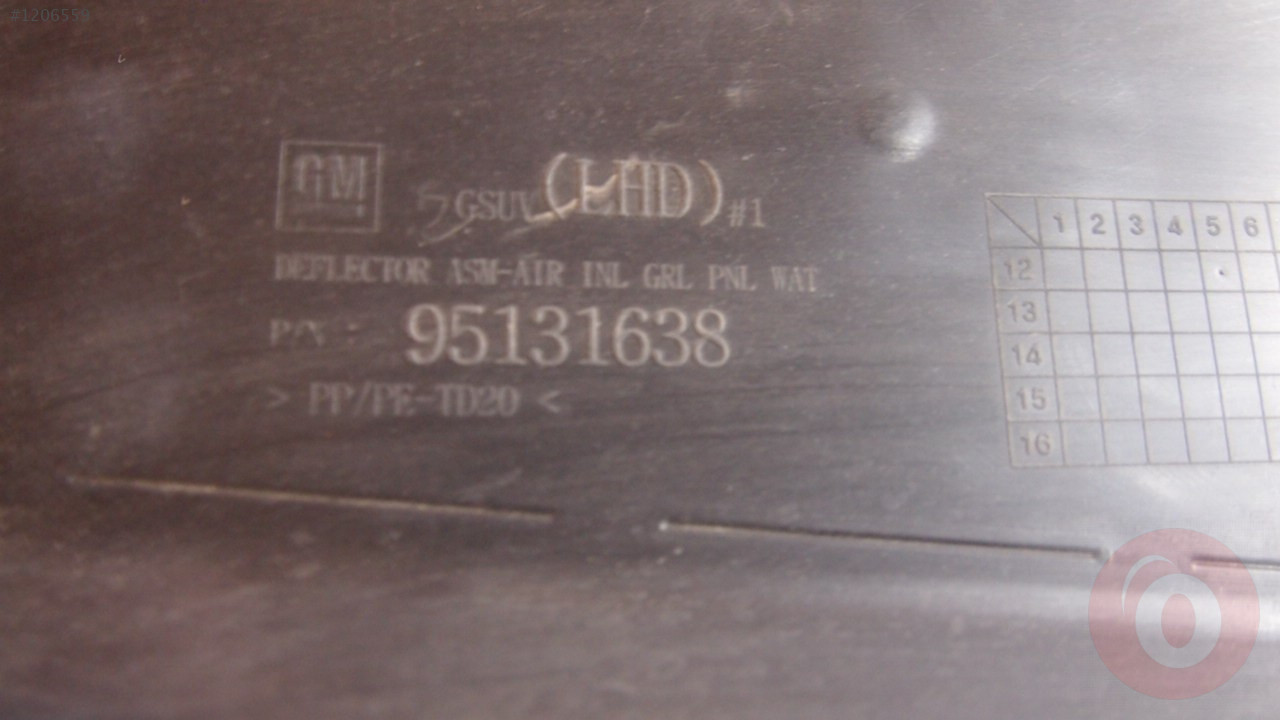 #1206559
GM
GSUV (LHD) #1
DEFLECTOR ASM-AIR INL GRL PNL WAT
P/N : 95131638
> PP/PE-TD20 <
1 2 3 4 5 6
12
13
14
15
16